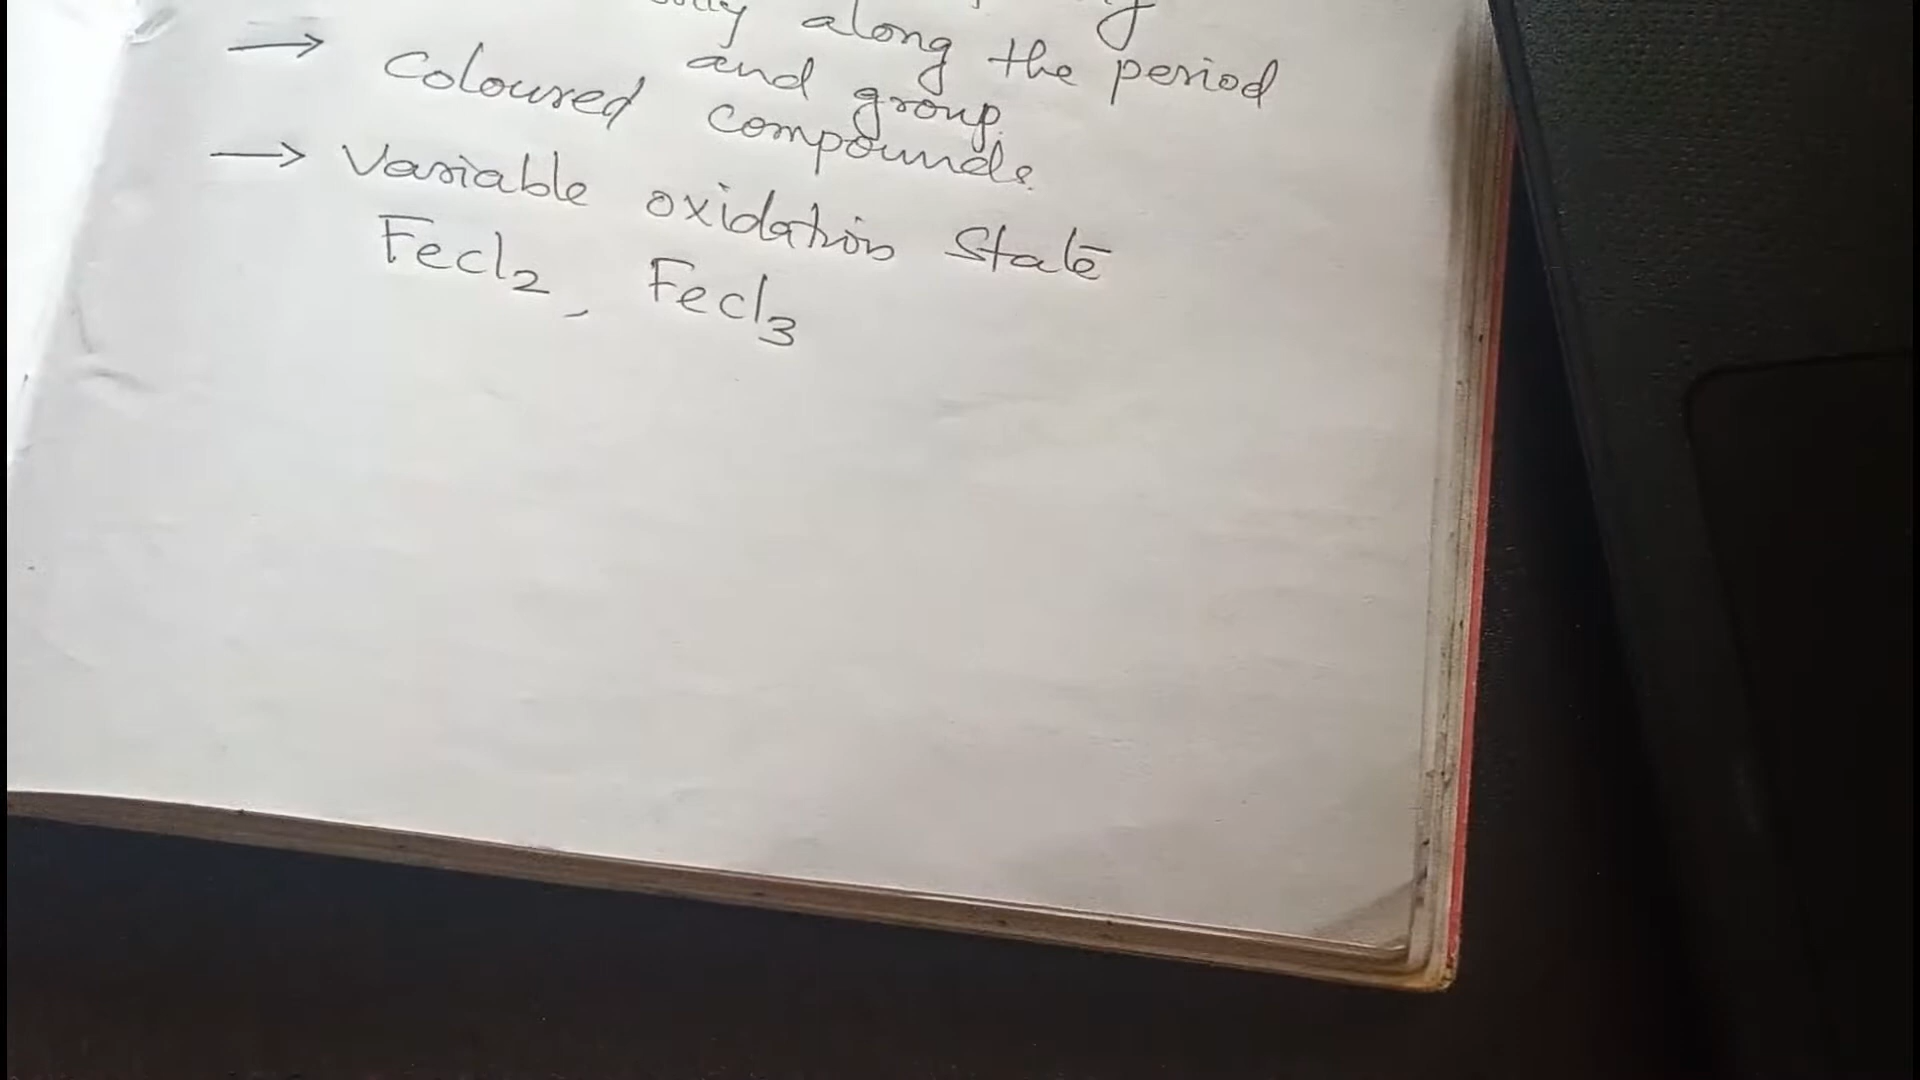 along the period
and group.
→ Coloured compounds.
→ Variable oxidation State
Fecl2, Fecl3